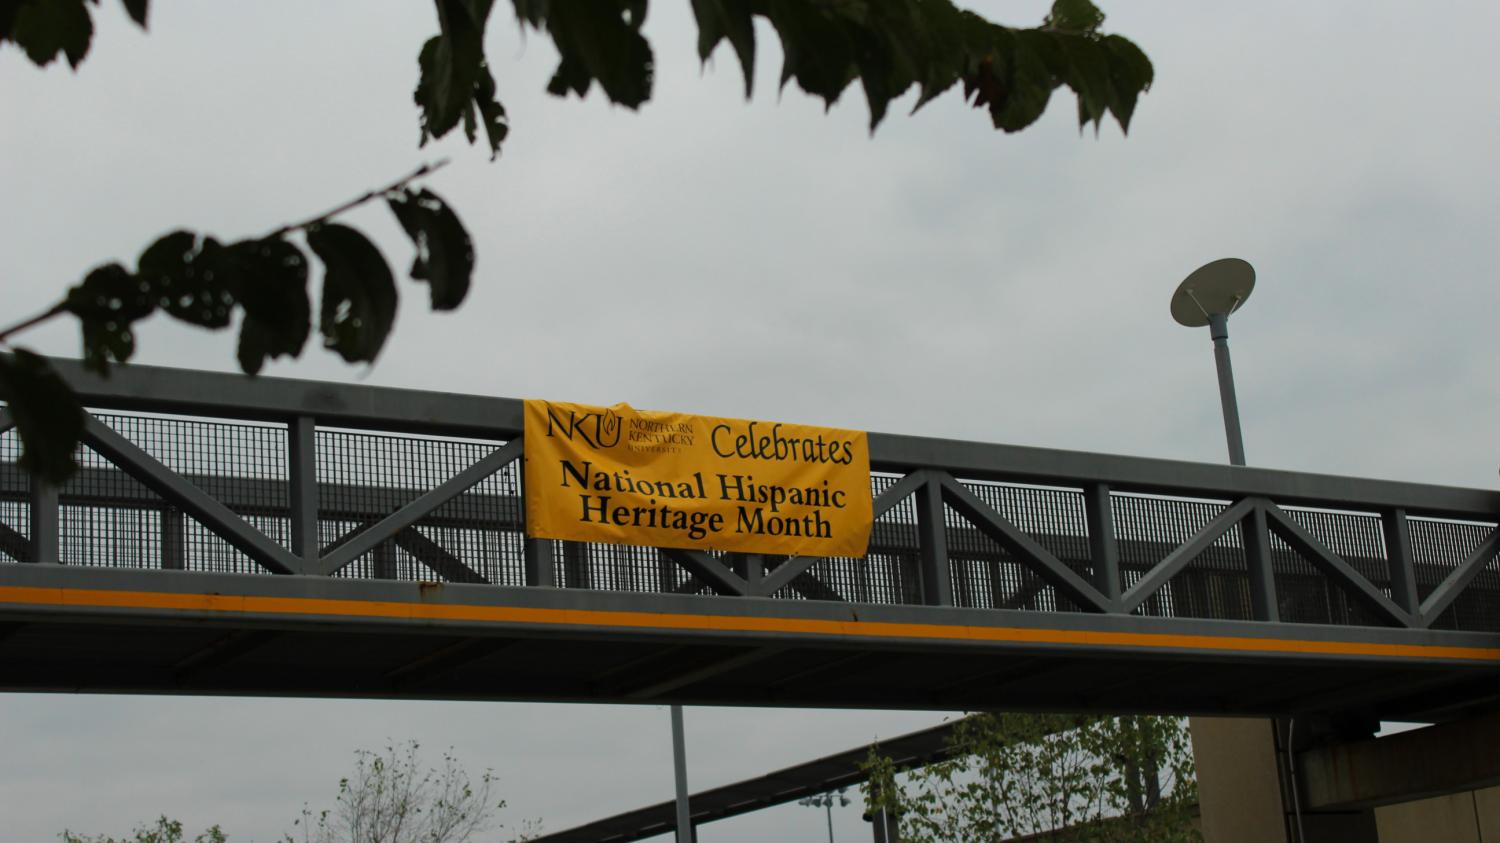 NKU NORTHERN KENTUCKY UNIVERSITY Celebrates
National Hispanic
Heritage Month